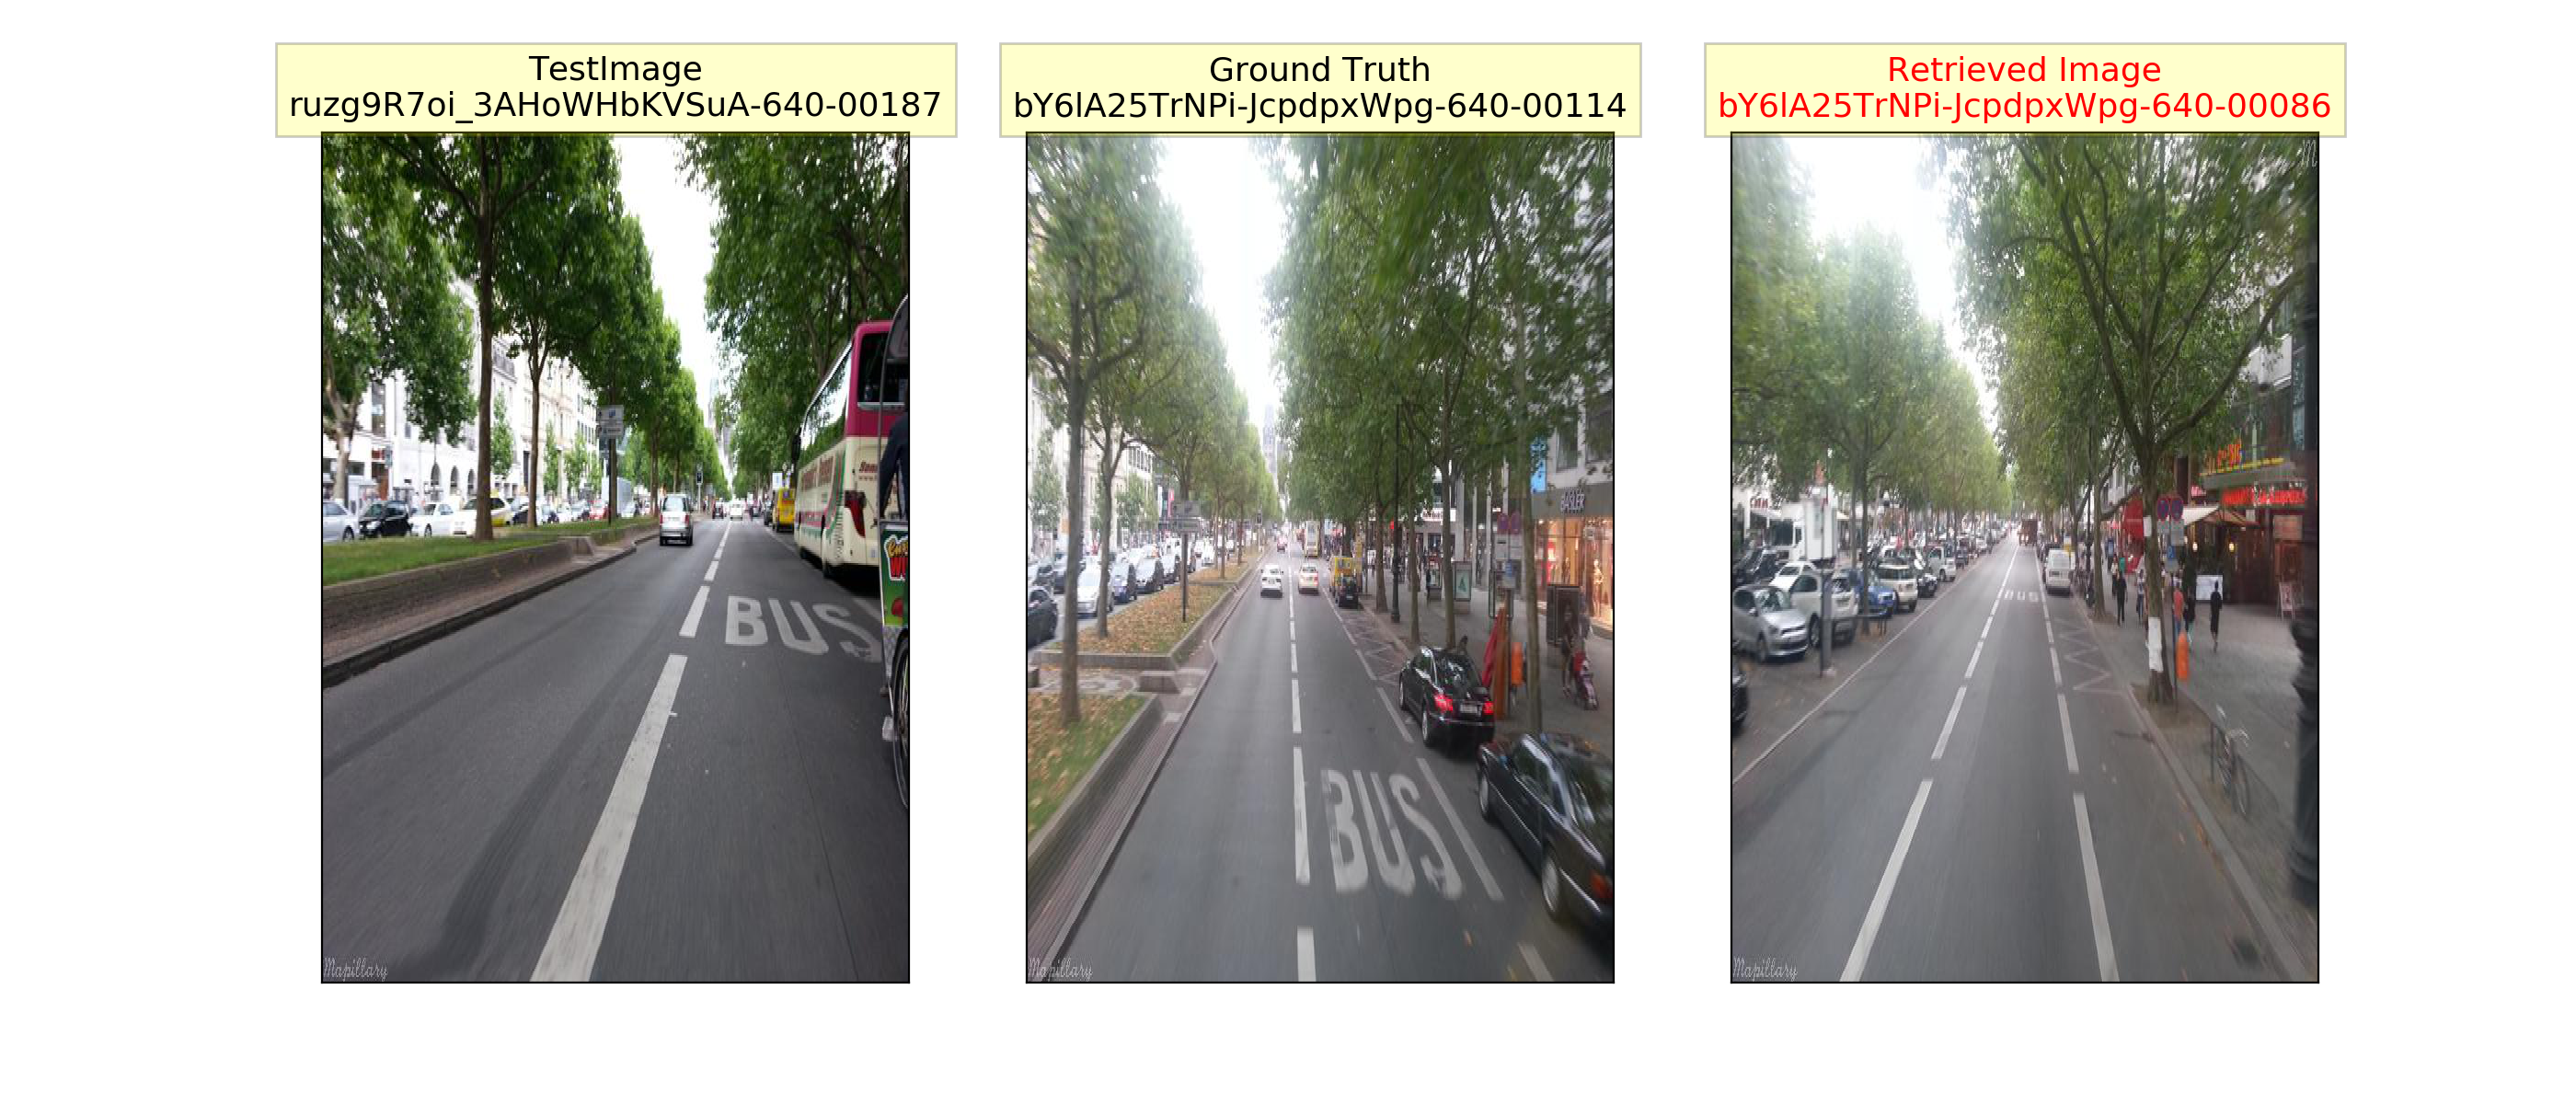 TestImage
ruzg9R7oi_3AHoWHbKVSuA-640-00187
Ground Truth
bY6lA25TrNPi-JcpdpxWpg-640-00114
Retrieved Image
bY6lA25TrNPi-JcpdpxWpg-640-00086
BUS
Mapillary
BUS
Mapillary
BUS
Mapillary